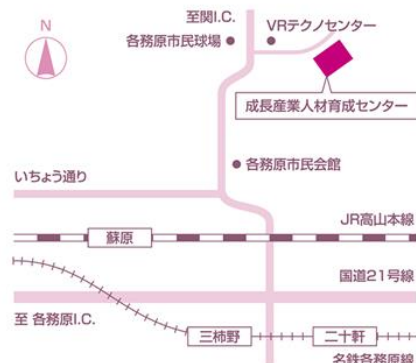 N
至関I.C.
VRテクノセンター
各務原市民球場
成長産業人材育成センター
各務原市民会館
いちょう通り
JR高山本線
蘇原
国道21号線
至 各務原I.C.
三柿野
二十軒
名鉄各務原線